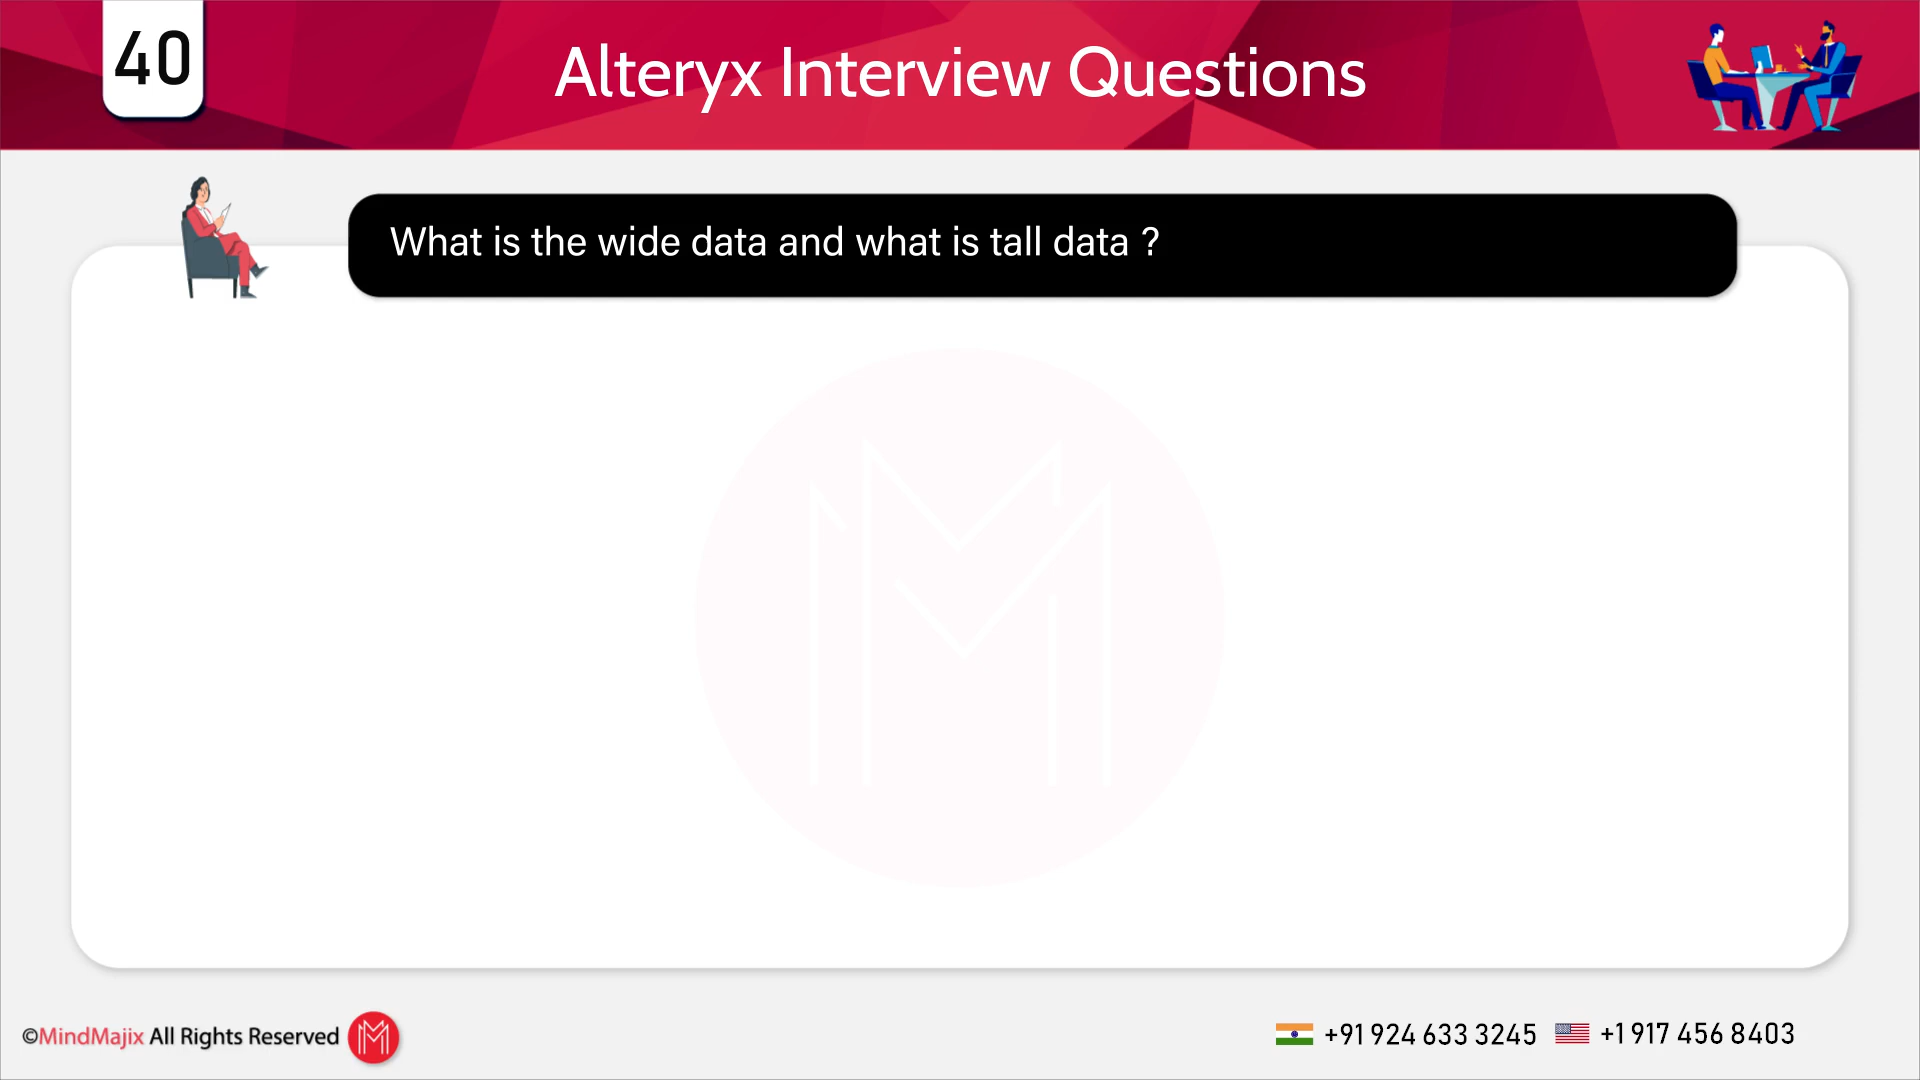 40
Alteryx Interview Questions
What is the wide data and what is tall data ?
©MindMajix All Rights Reserved
+91 924 633 3245 +1 917 456 8403